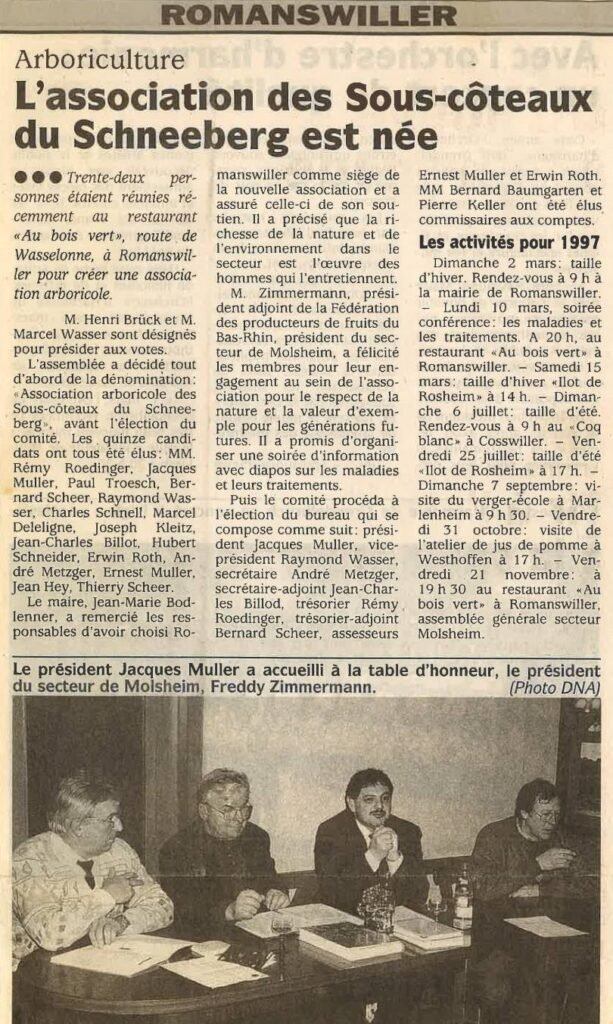 ROMANSWILLER
Arboriculture
L'association des Sous-côteaux
du Schneeberg est née
●●● Trente-deux per-
sonnes étaient réunies ré-
cemment au restaurant
«Au bois vert», route de
Wasselonne, à Romanswil-
ler pour créer une associa-
tion arboricole.
M. Henri Brück et M.
Marcel Wasser sont désignés
pour présider aux votes.
L'assemblée a décidé tout
d'abord de la dénomination:
«Association arboricole des
Sous-côteaux du Schnee-
berg», avant l'élection du
comité. Les quinze candi-
dats ont tous été élus: MM.
Rémy Roedinger, Jacques
Muller, Paul Troesch, Ber-
nard Scheer, Raymond Was-
ser, Charles Schnell, Marcel
Deleligne, Joseph Kleitz,
Jean-Charles Billot, Hubert
Schneider, Erwin Roth, An-
dré Metzger, Ernest Muller,
Jean Hey, Thierry Scheer.
Le maire, Jean-Marie Bod-
lenner, a remercié les res-
ponsables d'avoir choisi Ro-
manswiller comme siège de
la nouvelle association et a
assuré celle-ci de son sou-
tien. Il a précisé que la ri-
chesse de la nature et de
l'environnement dans le
secteur est l'œuvre des
hommes qui l'entretiennent.
M. Zimmermann, prési-
dent adjoint de la Fédération
des producteurs de fruits du
Bas-Rhin, président du sec-
teur de Molsheim, a félicité
les membres pour leur en-
gagement au sein de l'asso-
ciation pour le respect de la
nature et la valeur d'exem-
ple pour les générations fu-
tures. Il a promis d'organi-
ser une soirée d'information
avec diapos sur les maladies
et leurs traitements.
Puis le comité procéda à
l'élection du bureau qui se
compose comme suit: prési-
dent Jacques Muller, vice-
président Raymond Wasser,
secrétaire André Metzger,
secrétaire-adjoint Jean-Char-
les Billod, trésorier Rémy
Roedinger, trésorier-adjoint
Bernard Scheer, assesseurs
Ernest Muller et Erwin Roth.
MM Bernard Baumgarten et
Pierre Keller ont été élus
commissaires aux comptes.
Les activités pour 1997
Dimanche 2 mars: taille
d'hiver. Rendez-vous à 9 h à
la mairie de Romanswiller.
– Lundi 10 mars, soirée
conférence: les maladies et
les traitements. A 20 h, au
restaurant «Au bois vert» à
Romanswiller. – Samedi 15
mars: taille d'hiver «Ilot de
Rosheim» à 14 h. – Diman-
che 6 juillet: taille d'été.
Rendez-vous à 9 h au «Coq
blanc» à Cosswiller. – Ven-
dredi 25 juillet: taille d'été
«Ilot de Rosheim» à 17 h. –
Dimanche 7 septembre: vi-
site du verger-école à Mar-
lenheim à 9 h 30. – Vendre-
di 31 octobre: visite de
l'atelier de jus de pomme à
Westhoffen à 17 h. – Ven-
dredi 21 novembre: à
19 h 30 au restaurant «Au
bois vert» à Romanswiller,
assemblée générale secteur
Molsheim.
Le président Jacques Muller a accueilli à la table d'honneur, le président
du secteur de Molsheim, Freddy Zimmermann. (Photo DNA)